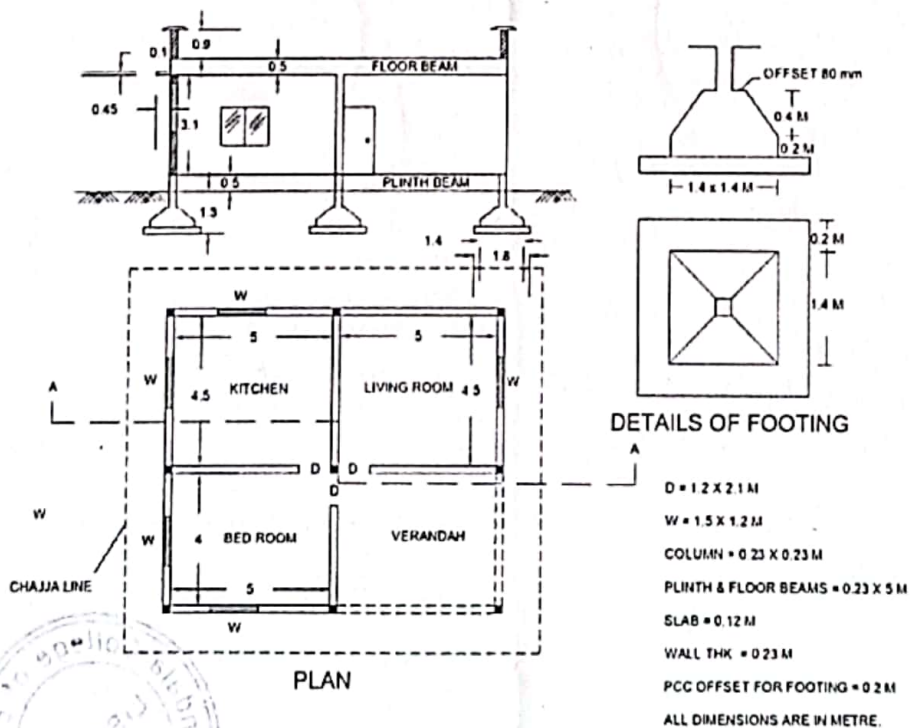 0.1
0.9
0.5
FLOOR BEAM
0.45
3.1
0.5
PLINTH BEAM
1.3
1.4
1.8
OFFSET 80 mm
0.4 M
0.2 M
1.4 x 1.4 M
0.2 M
1.4 M
DETAILS OF FOOTING
W
5
5
W
4.5
KITCHEN
LIVING ROOM
4.5
W
A
A
D
D
D
W
W
4
BED ROOM
VERANDAH
CHAJJA LINE
5
W
PLAN
D = 1.2 X 2.1 M
W = 1.5 X 1.2 M
COLUMN = 0.23 X 0.23 M
PLINTH & FLOOR BEAMS = 0.23 X 5 M
SLAB = 0.12 M
WALL THK = 0.23 M
PCC OFFSET FOR FOOTING = 0.2 M
ALL DIMENSIONS ARE IN METRE.